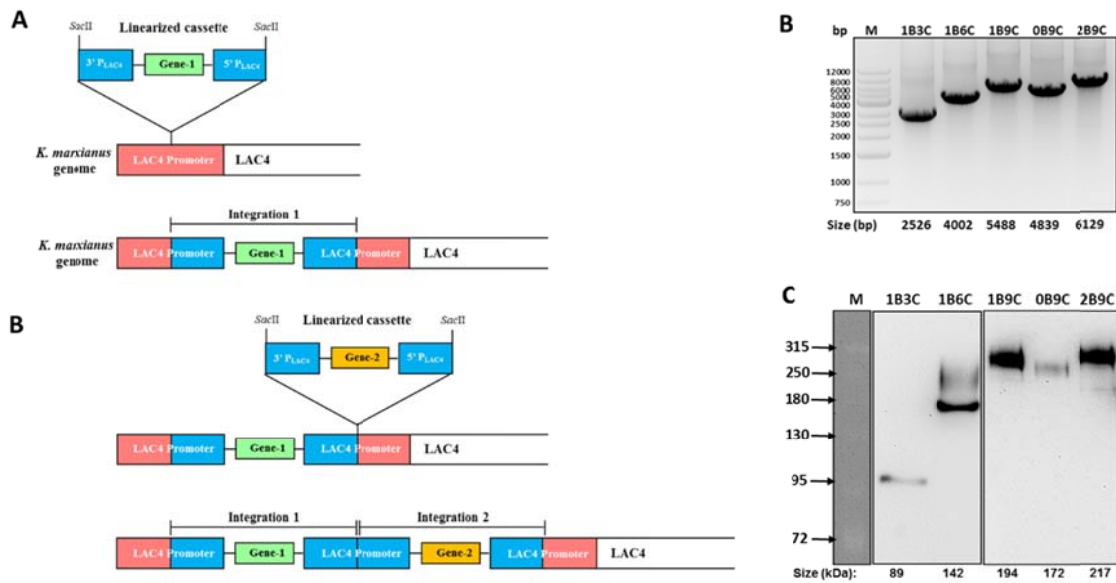 A
SacII Linearized cassette SacII
3' PLAC4 Gene-1 5' PLAC4
K. marxianus
genome
LAC4 Promoter LAC4
Integration 1
K. marxianus
genome
LAC4 Promoter Gene-1 LAC4 Promoter LAC4
B
SacII Linearized cassette SacII
3' PLAC4 Gene-2 5' PLAC4
LAC4 Promoter Gene-1 LAC4 Promoter LAC4
Integration 1 Integration 2
LAC4 Promoter Gene-1 LAC4 Promoter Gene-2 LAC4 Promoter LAC4
B
bp M 1B3C 1B6C 1B9C 0B9C 2B9C
12000
8000
6000
5000
4000
3000
2500
2000
1500
1000
750
Size (bp) 2526 4002 5488 4839 6129
C
M 1B3C 1B6C 1B9C 0B9C 2B9C
315
250
180
130
95
72
Size (kDa): 89 142 194 172 217